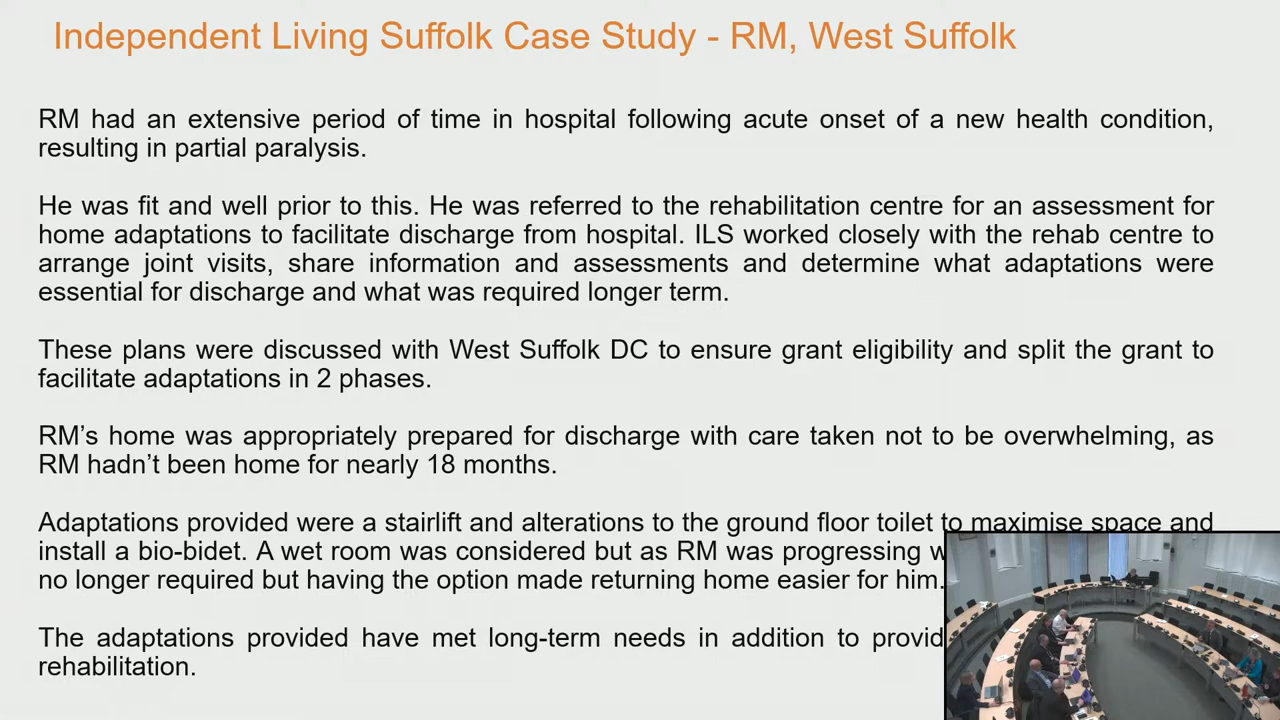 Independent Living Suffolk Case Study - RM, West Suffolk
RM had an extensive period of time in hospital following acute onset of a new health condition,
resulting in partial paralysis.
He was fit and well prior to this. He was referred to the rehabilitation centre for an assessment for
home adaptations to facilitate discharge from hospital. ILS worked closely with the rehab centre to
arrange joint visits, share information and assessments and determine what adaptations were
essential for discharge and what was required longer term.
These plans were discussed with West Suffolk DC to ensure grant eligibility and split the grant to
facilitate adaptations in 2 phases.
RM’s home was appropriately prepared for discharge with care taken not to be overwhelming, as
RM hadn’t been home for nearly 18 months.
Adaptations provided were a stairlift and alterations to the ground floor toilet to maximise space and
install a bio-bidet. A wet room was considered but as RM was progressing
no longer required but having the option made returning home easier for him.
The adaptations provided have met long-term needs in addition to
rehabilitation.